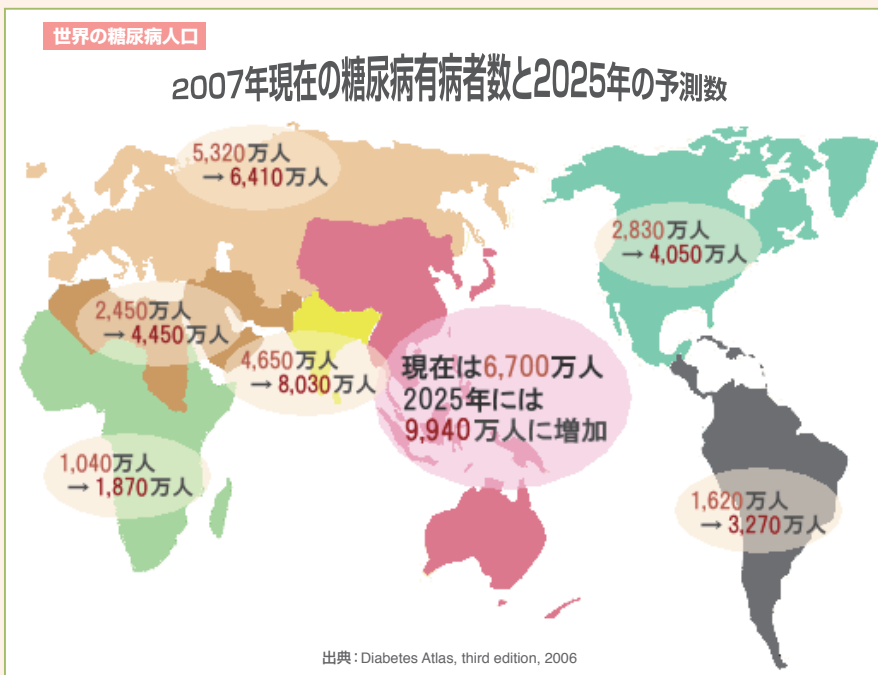 世界の糖尿病人口
2007年現在の糖尿病有病者数と2025年の予測数
5,320万人
→ 6,410万人
2,830万人
→ 4,050万人
2,450万人
→ 4,450万人
4,650万人
→ 8,030万人
現在は6,700万人
2025年には
9,940万人に増加
1,040万人
→ 1,870万人
1,620万人
→ 3,270万人
出典：Diabetes Atlas, third edition, 2006